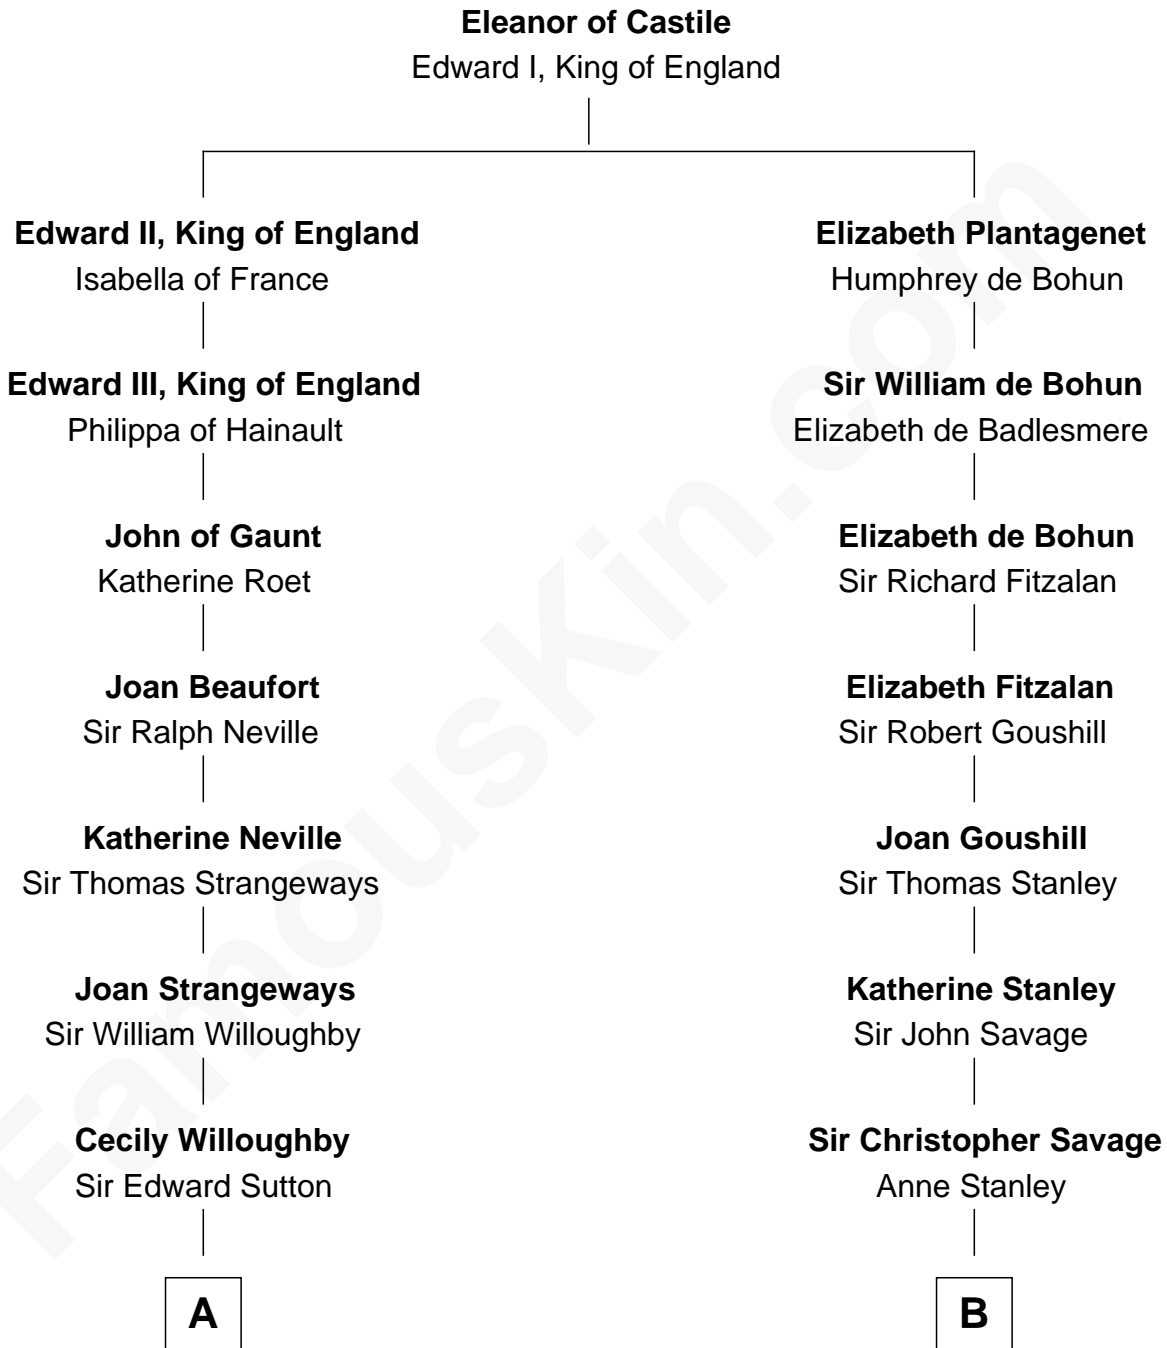 Eleanor of Castile
Edward I, King of England
Edward II, King of England
Isabella of France
Elizabeth Plantagenet
Humphrey de Bohun
Edward III, King of England
Philippa of Hainault
Sir William de Bohun
Elizabeth de Badlesmere
John of Gaunt
Katherine Roet
Elizabeth de Bohun
Sir Richard Fitzalan
Joan Beaufort
Sir Ralph Neville
Elizabeth Fitzalan
Sir Robert Goushill
Katherine Neville
Sir Thomas Strangeways
Joan Goushill
Sir Thomas Stanley
Joan Strangeways
Sir William Willoughby
Katherine Stanley
Sir John Savage
Cecily Willoughby
Sir Edward Sutton
Sir Christopher Savage
Anne Stanley
A
B
FamousKin.com